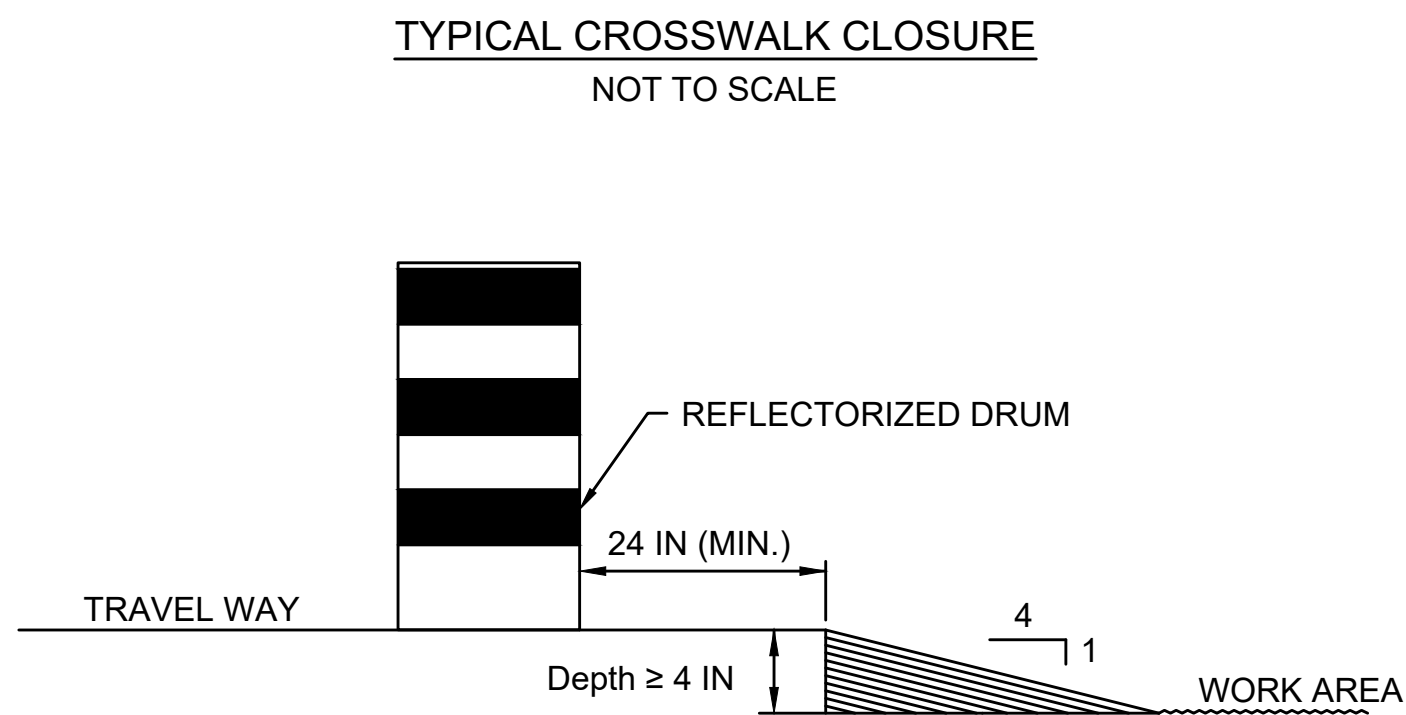 TYPICAL CROSSWALK CLOSURE
NOT TO SCALE
REFLECTORIZED DRUM
24 IN (MIN.)
TRAVEL WAY
4
1
Depth ≥ 4 IN
WORK AREA